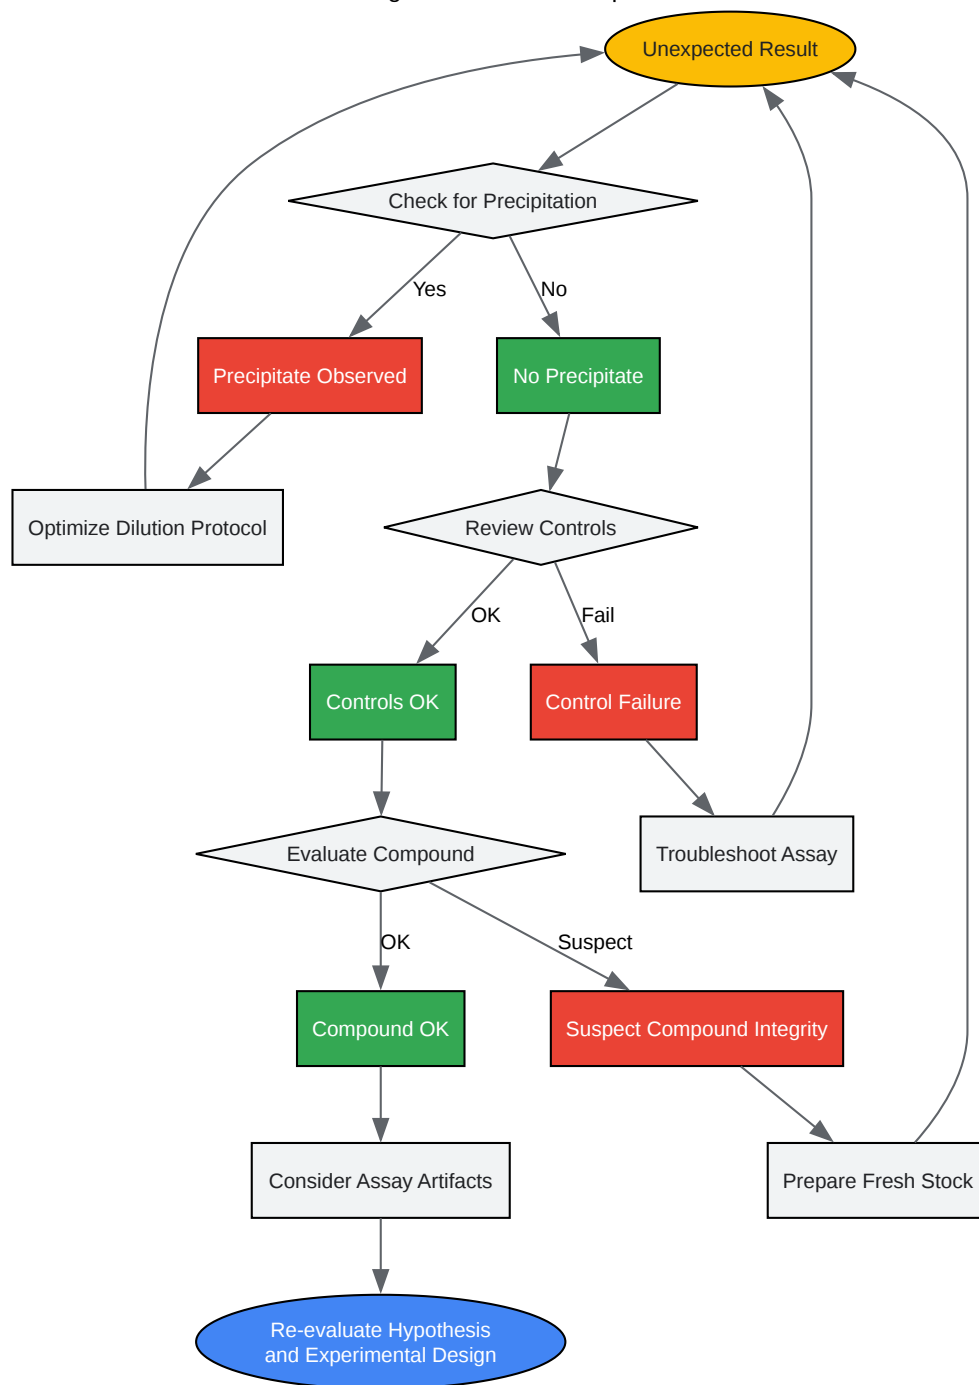 Unexpected Result
Check for Precipitation
Yes
No
Precipitate Observed
No Precipitate
Optimize Dilution Protocol
Review Controls
OK
Fail
Controls OK
Control Failure
Evaluate Compound
Troubleshoot Assay
OK
Suspect
Compound OK
Suspect Compound Integrity
Consider Assay Artifacts
Prepare Fresh Stock
Re-evaluate Hypothesis
and Experimental Design